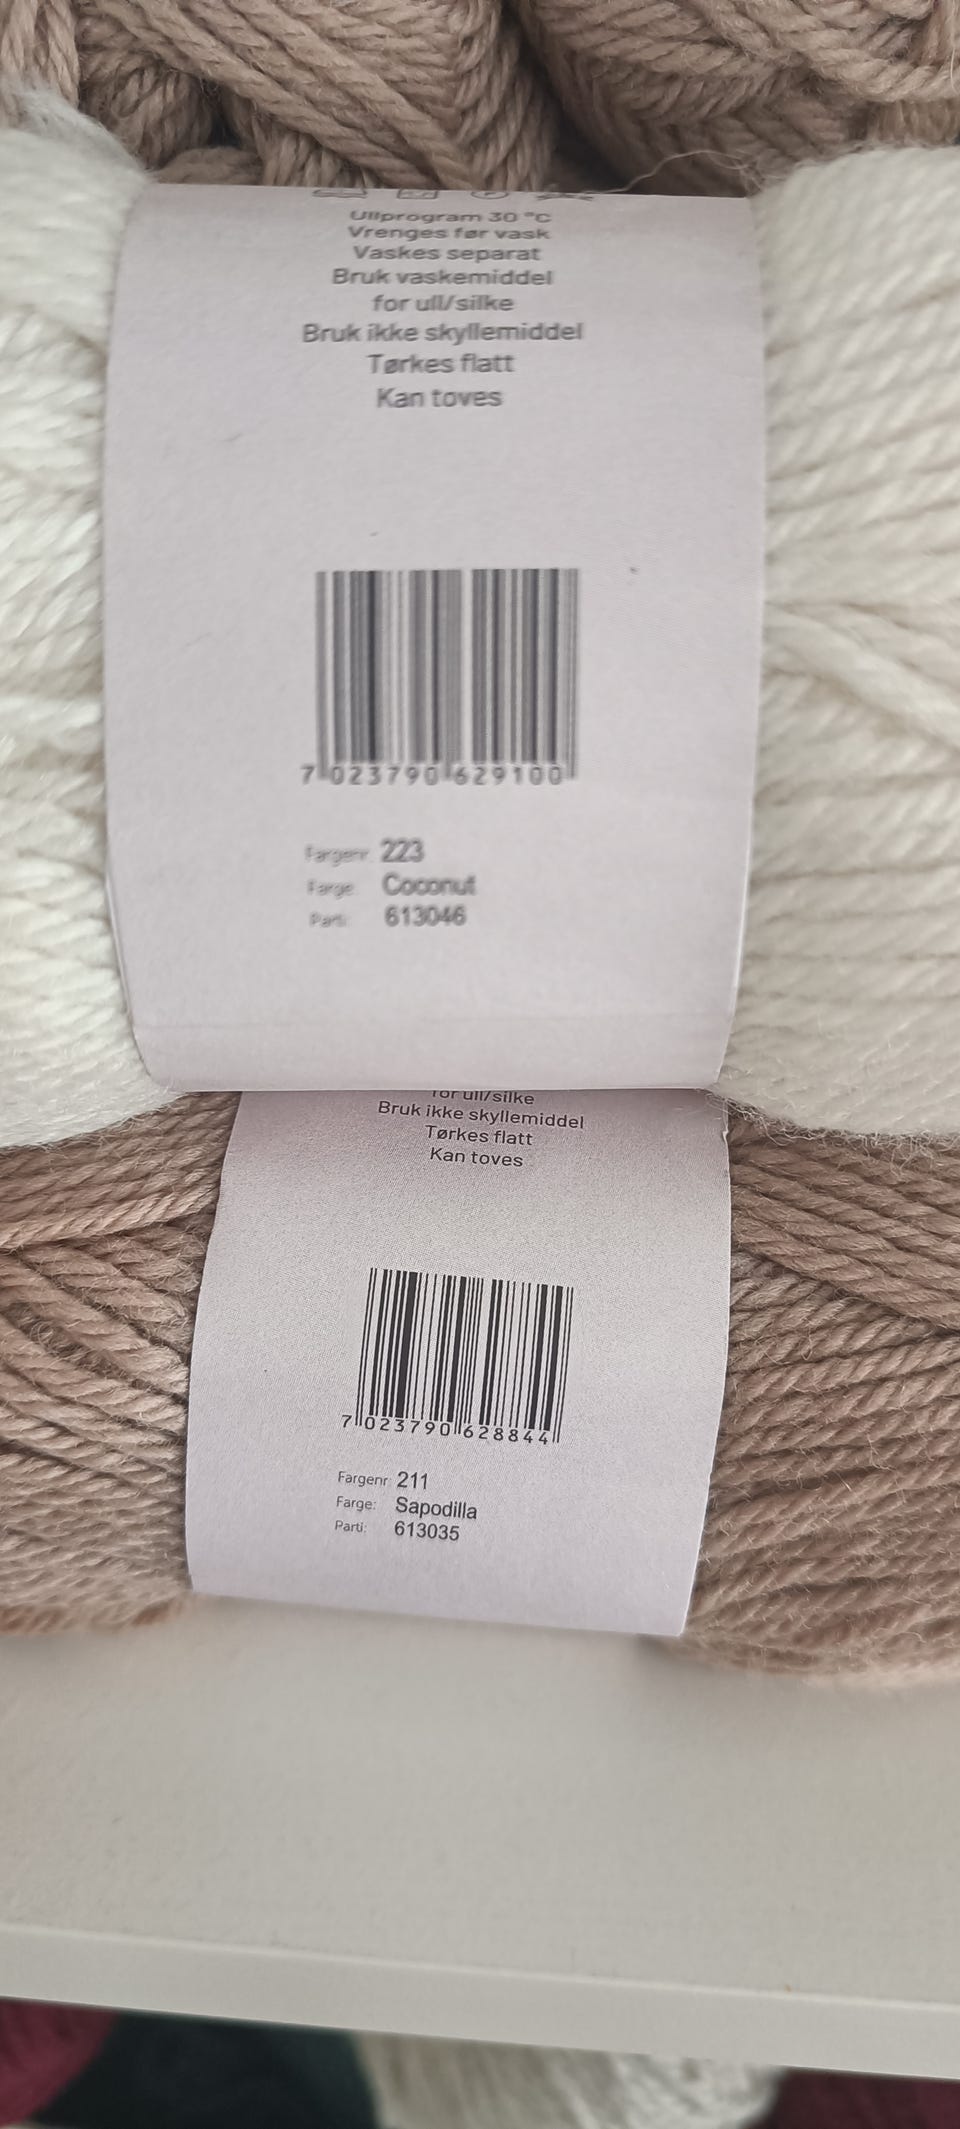 Ullprogram 30 °C
Vrenges før vask
Vaskes separat
Bruk vaskemiddel
for ull/silke
Bruk ikke skyllemiddel
Tørkes flatt
Kan toves
7 023790 629100
Fargenr. 223
Farge: Coconut
Parti: 613046
for ull/silke
Bruk ikke skyllemiddel
Tørkes flatt
Kan toves
7 023790 628844
Fargenr: 211
Farge: Sapodilla
Parti: 613035